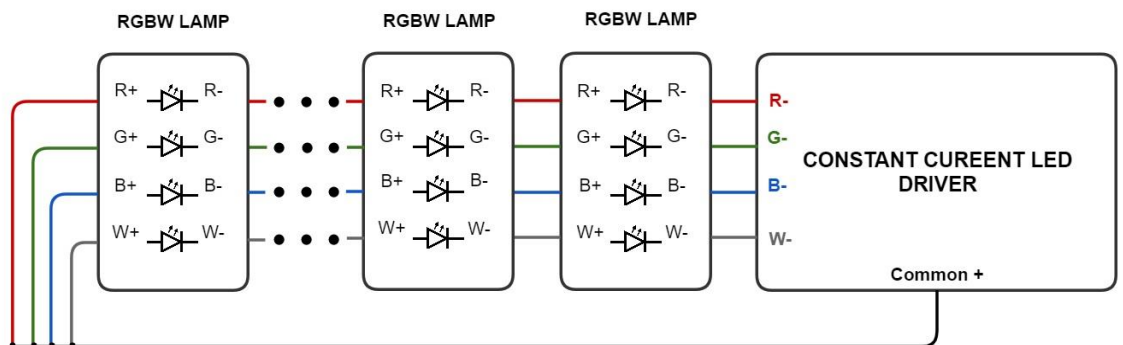 RGBW LAMP
RGBW LAMP
RGBW LAMP
R+ R-
R+ R-
R+ R-
R-
G+ G-
G+ G-
G+ G-
G-
B+ B-
B+ B-
B+ B-
B-
W+ W-
W+ W-
W+ W-
W-
CONSTANT CUREENT LED
DRIVER
Common +